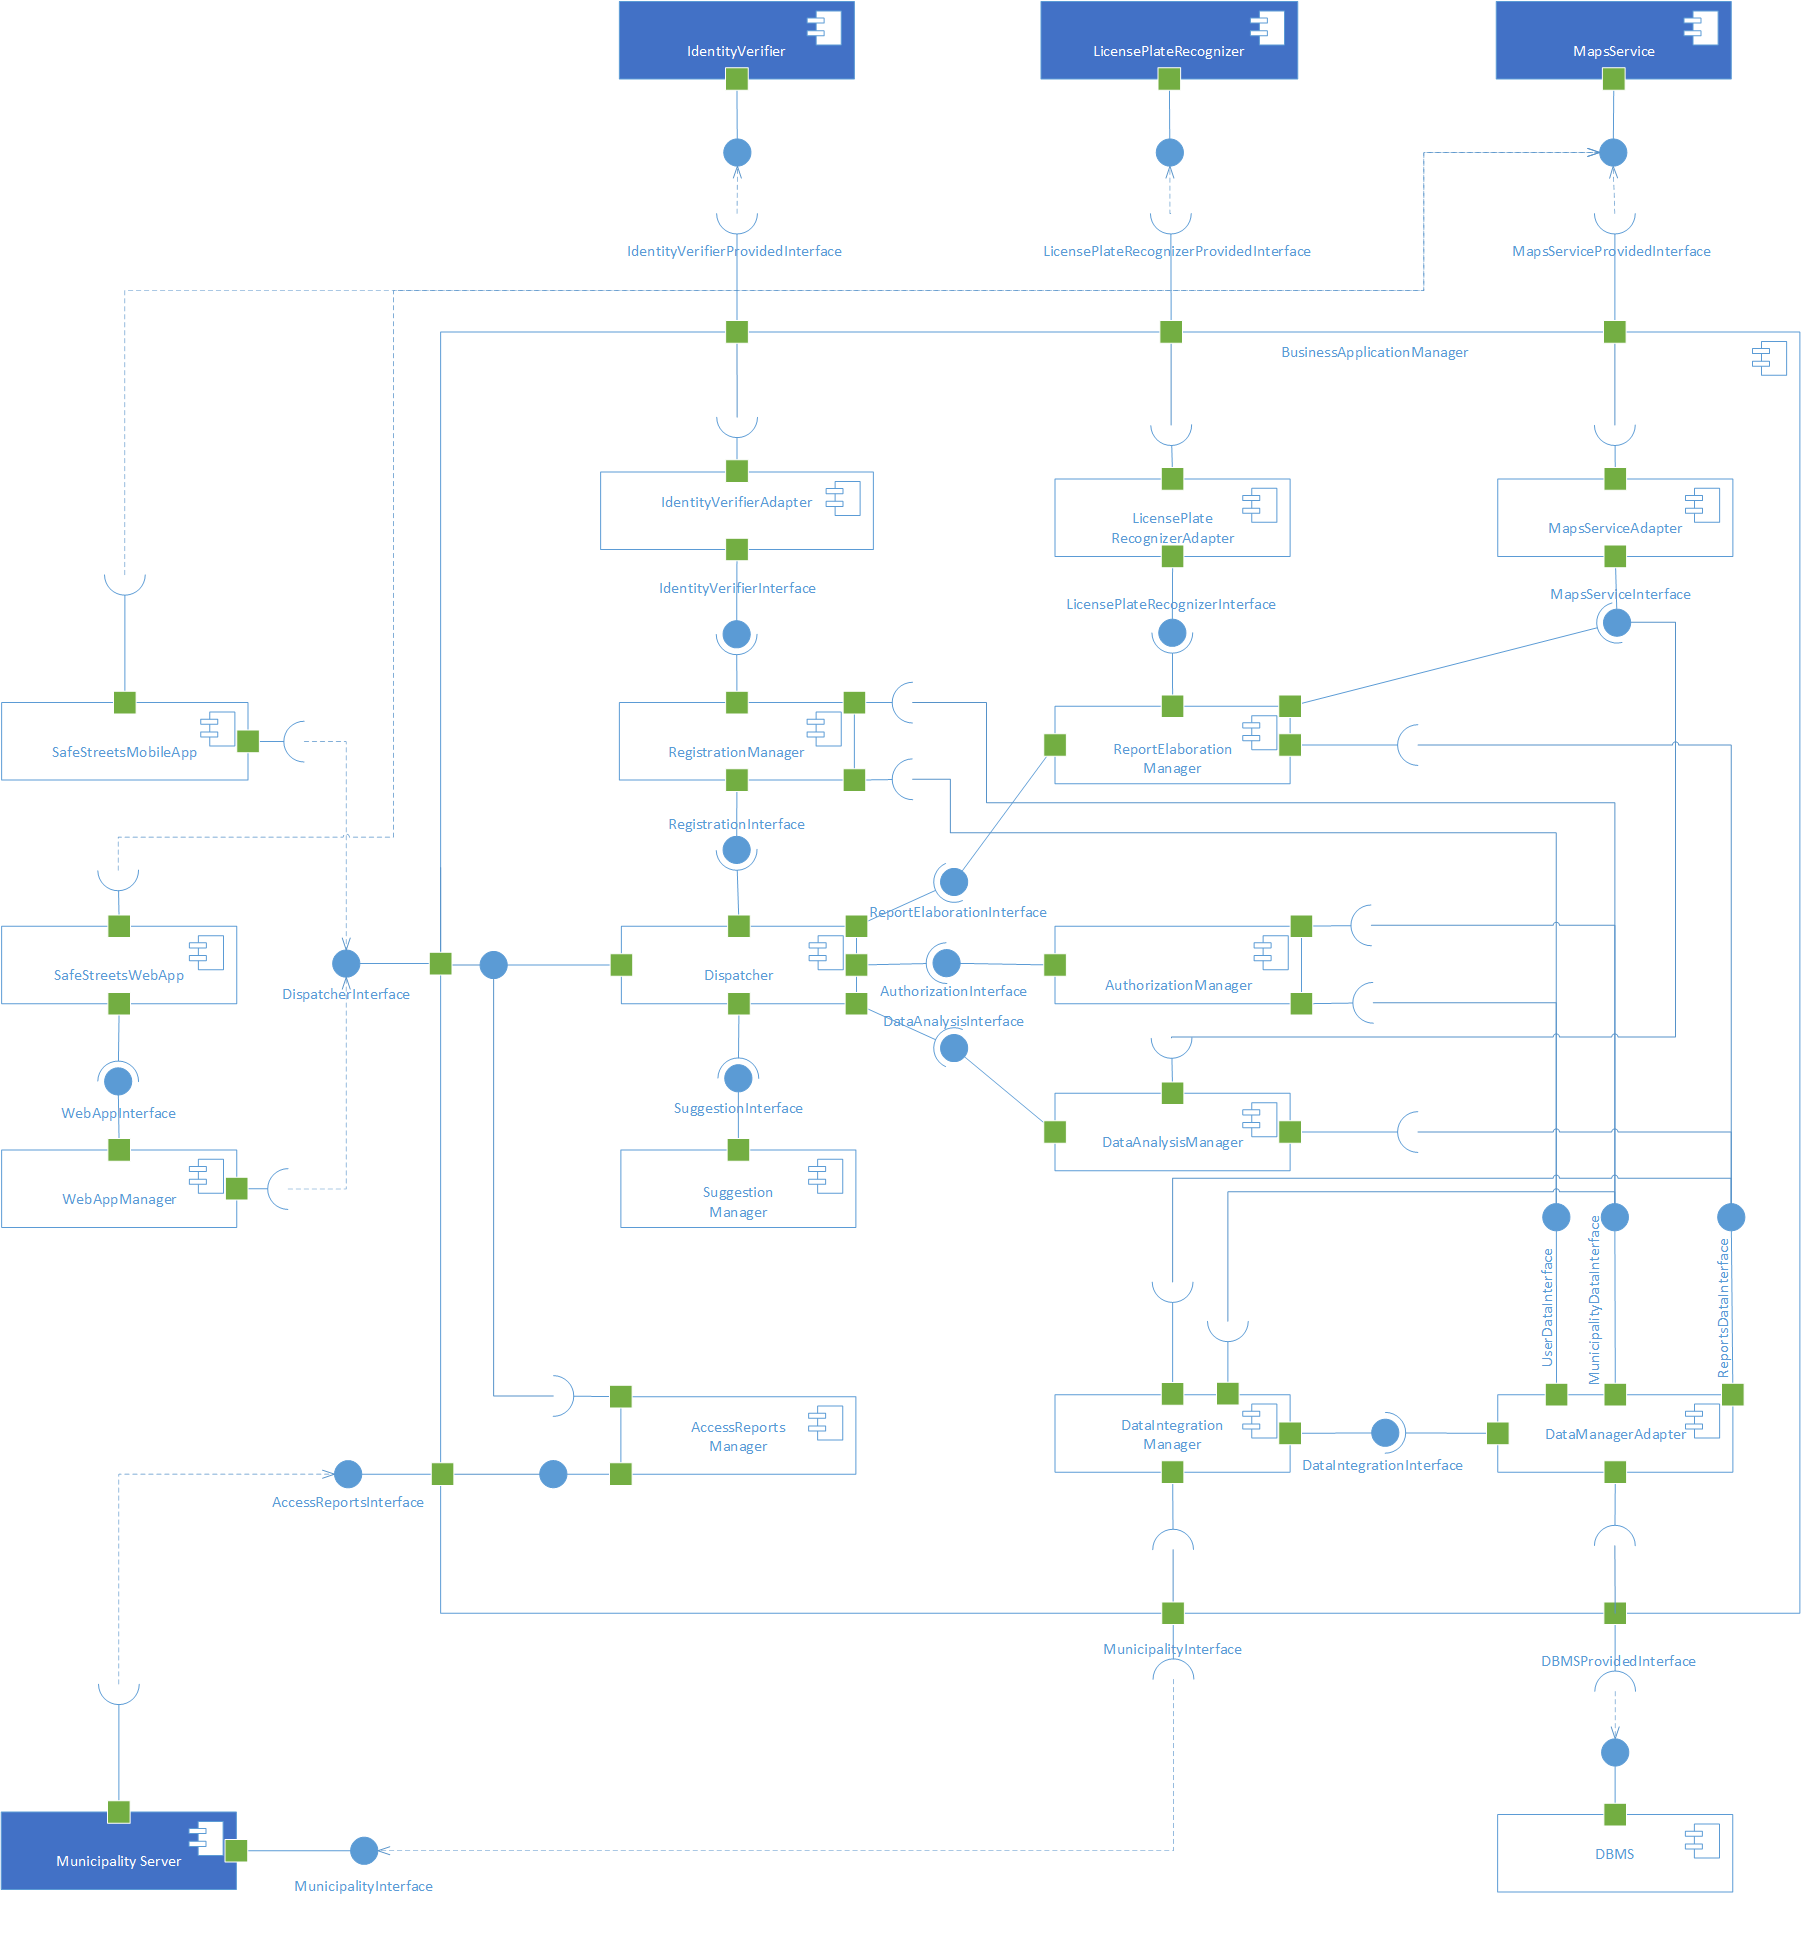 IdentityVerifier
LicensePlateRecognizer
MapsService
IdentityVerifierProvidedInterface
LicensePlateRecognizerProvidedInterface
MapsServiceProvidedInterface
BusinessApplicationManager
IdentityVerifierAdapter
LicensePlate
RecognizerAdapter
MapsServiceAdapter
IdentityVerifierInterface
LicensePlateRecognizerInterface
MapsServiceInterface
SafeStreetsMobileApp
RegistrationManager
ReportElaboration
Manager
RegistrationInterface
ReportElaborationInterface
SafeStreetsWebApp
DispatcherInterface
Dispatcher
AuthorizationInterface
AuthorizationManager
DataAnalysisInterface
WebAppInterface
SuggestionInterface
DataAnalysisManager
WebAppManager
Suggestion
Manager
UserDataInterface
MunicipalityDataInterface
ReportsDataInterface
AccessReports
Manager
DataIntegration
Manager
DataManagerAdapter
DataIntegrationInterface
AccessReportsInterface
MunicipalityInterface
DBMSProvidedInterface
Municipality Server
MunicipalityInterface
DBMS